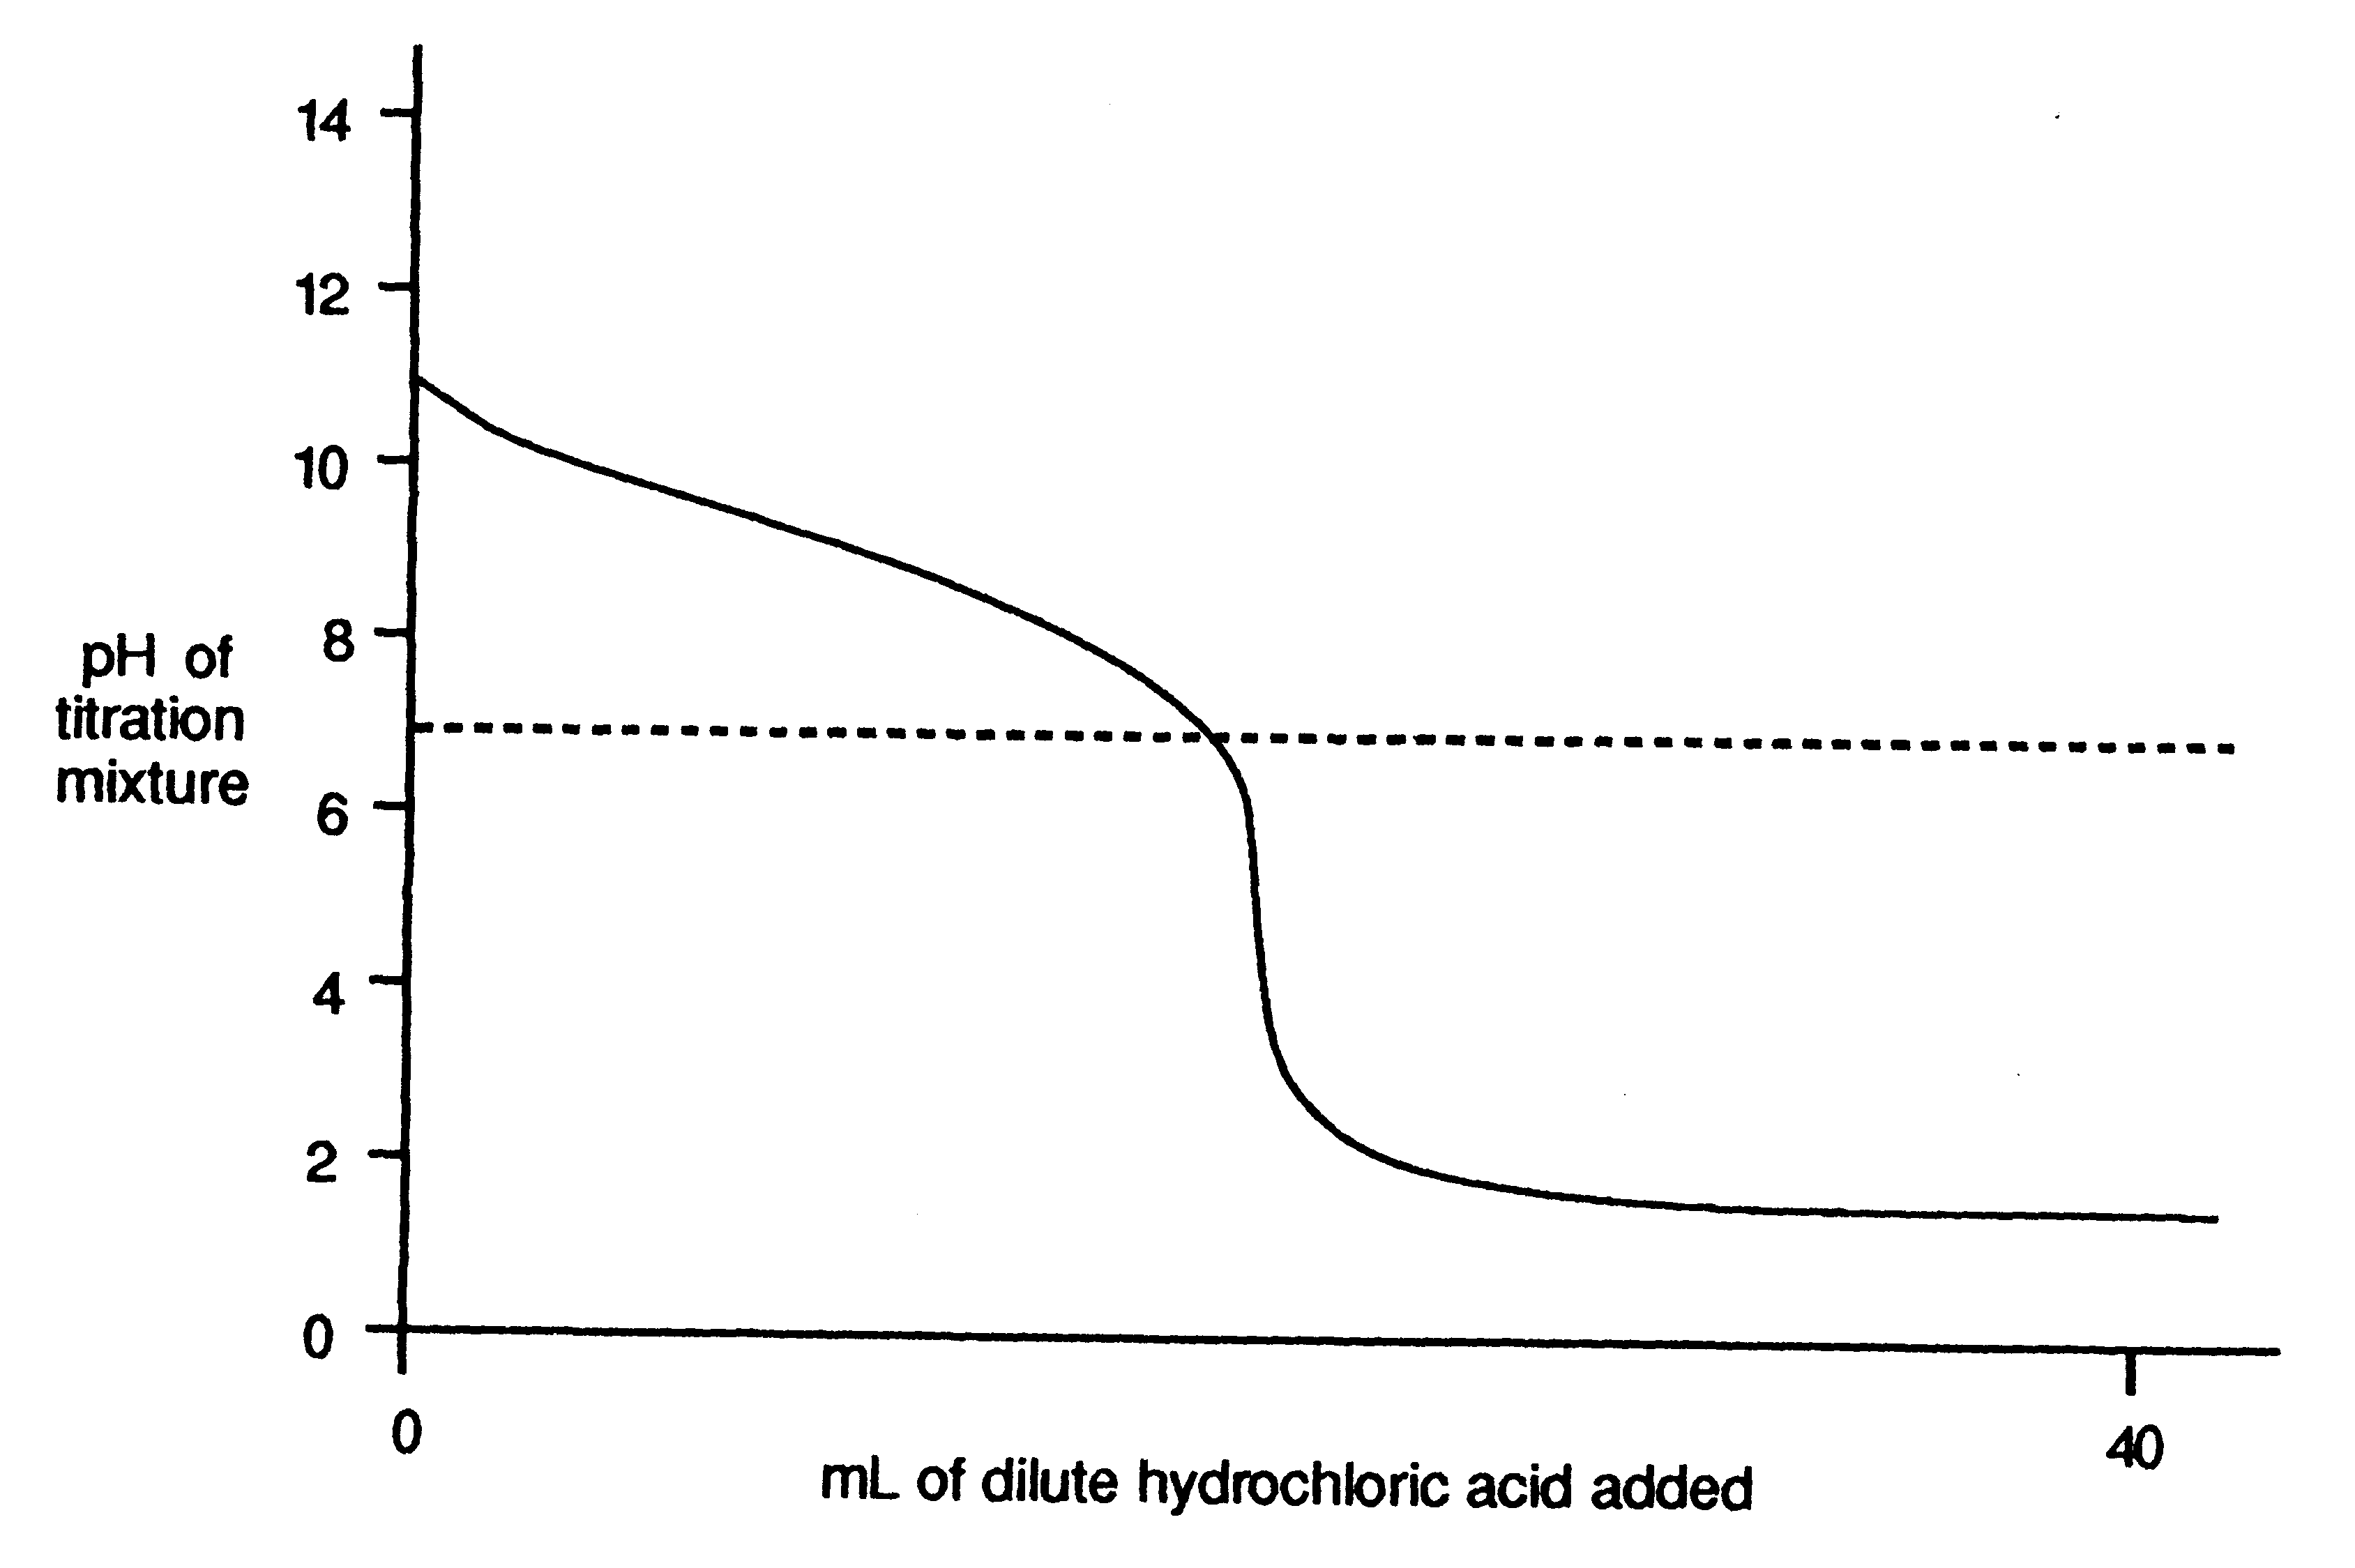 14
12
10
8
pH of
titration
mixture
6
4
2
0
0
40
mL of dilute hydrochloric acid added